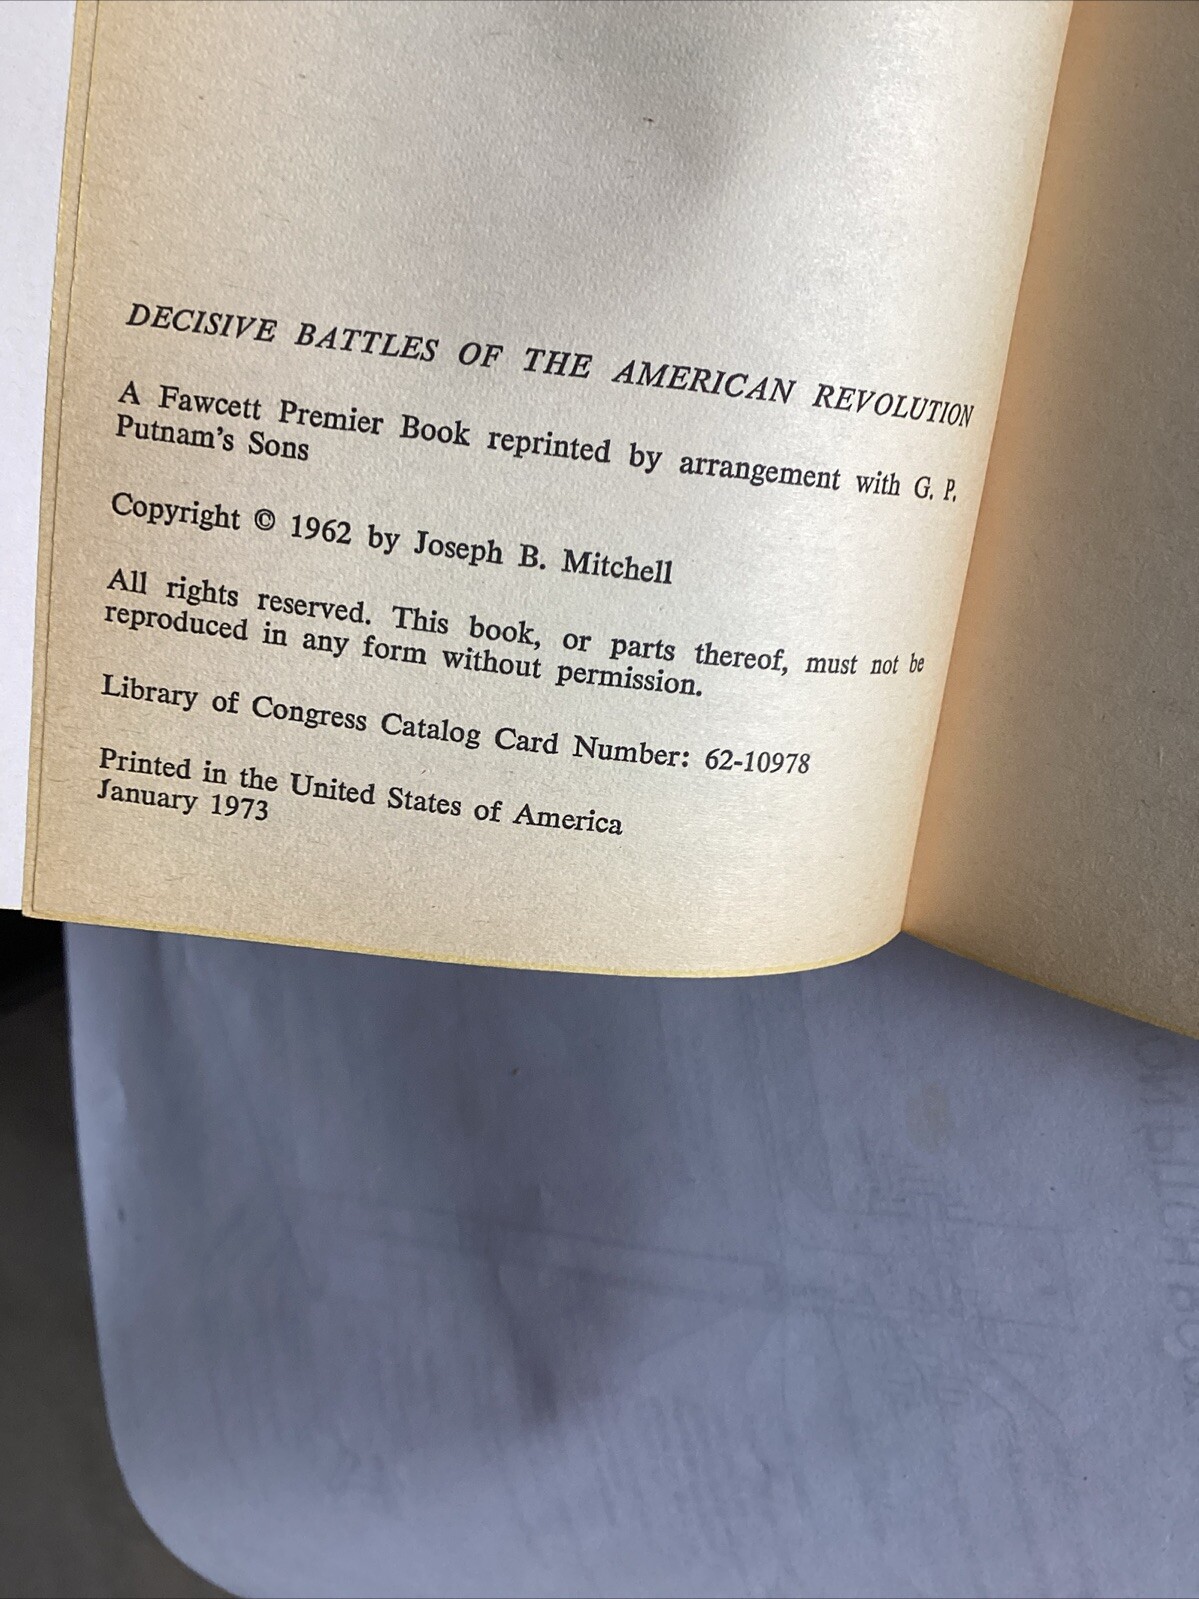 DECISIVE BATTLES OF THE AMERICAN REVOLUTION
A Fawcett Premier Book reprinted by arrangement with G. P.
Putnam's Sons
Copyright © 1962 by Joseph B. Mitchell
All rights reserved. This book, or parts thereof, must not be
reproduced in any form without permission.
Library of Congress Catalog Card Number: 62-10978
Printed in the United States of America
January 1973